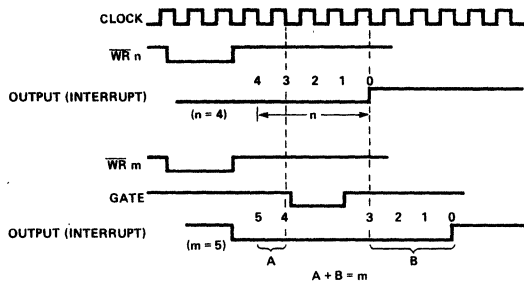 CLOCK
WR n
4 3 2 1 0
OUTPUT (INTERRUPT)
(n = 4)
n
WR m
GATE
5 4 3 2 1 0
OUTPUT (INTERRUPT)
(m = 5)
A B
A + B = m